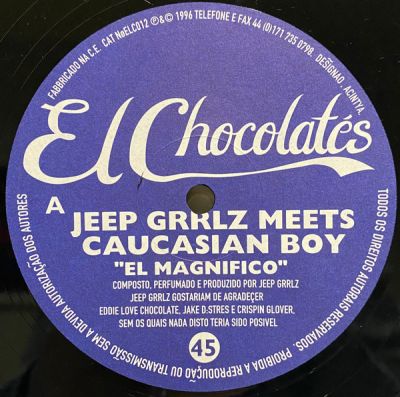 FABBRICADO NA C.E. CAT NºELC012 ℗&© 1996 TELEFONE E FAX 44 (0)171 735 0798. DEŠIGNAO . ACINTYA.
El Chocolatés
A
JEEP GRRLZ MEETS
CAUCASIAN BOY
"EL MAGNIFICO"
COMPOSTO, PERFUMADO E PRODUZIDO POR JEEP GRRLZ
JEEP GRRLZ GOSTARIAM DE AGRADEÇER
EDDIE LOVE CHOCOLATE, JAKE D:STRES E CRISPIN GLOVER,
SEM OS QUAIS NADA DISTO TERIA SIDO POSIVEL
45
TODOS OS DIREITOS AUTORAIS RESERVADOS. PROIBIDA A REPRODUÇÃO OU TRANSMISSÃO SEM A DEVIDA AUTORIZAÇÃO DOS AUTORES